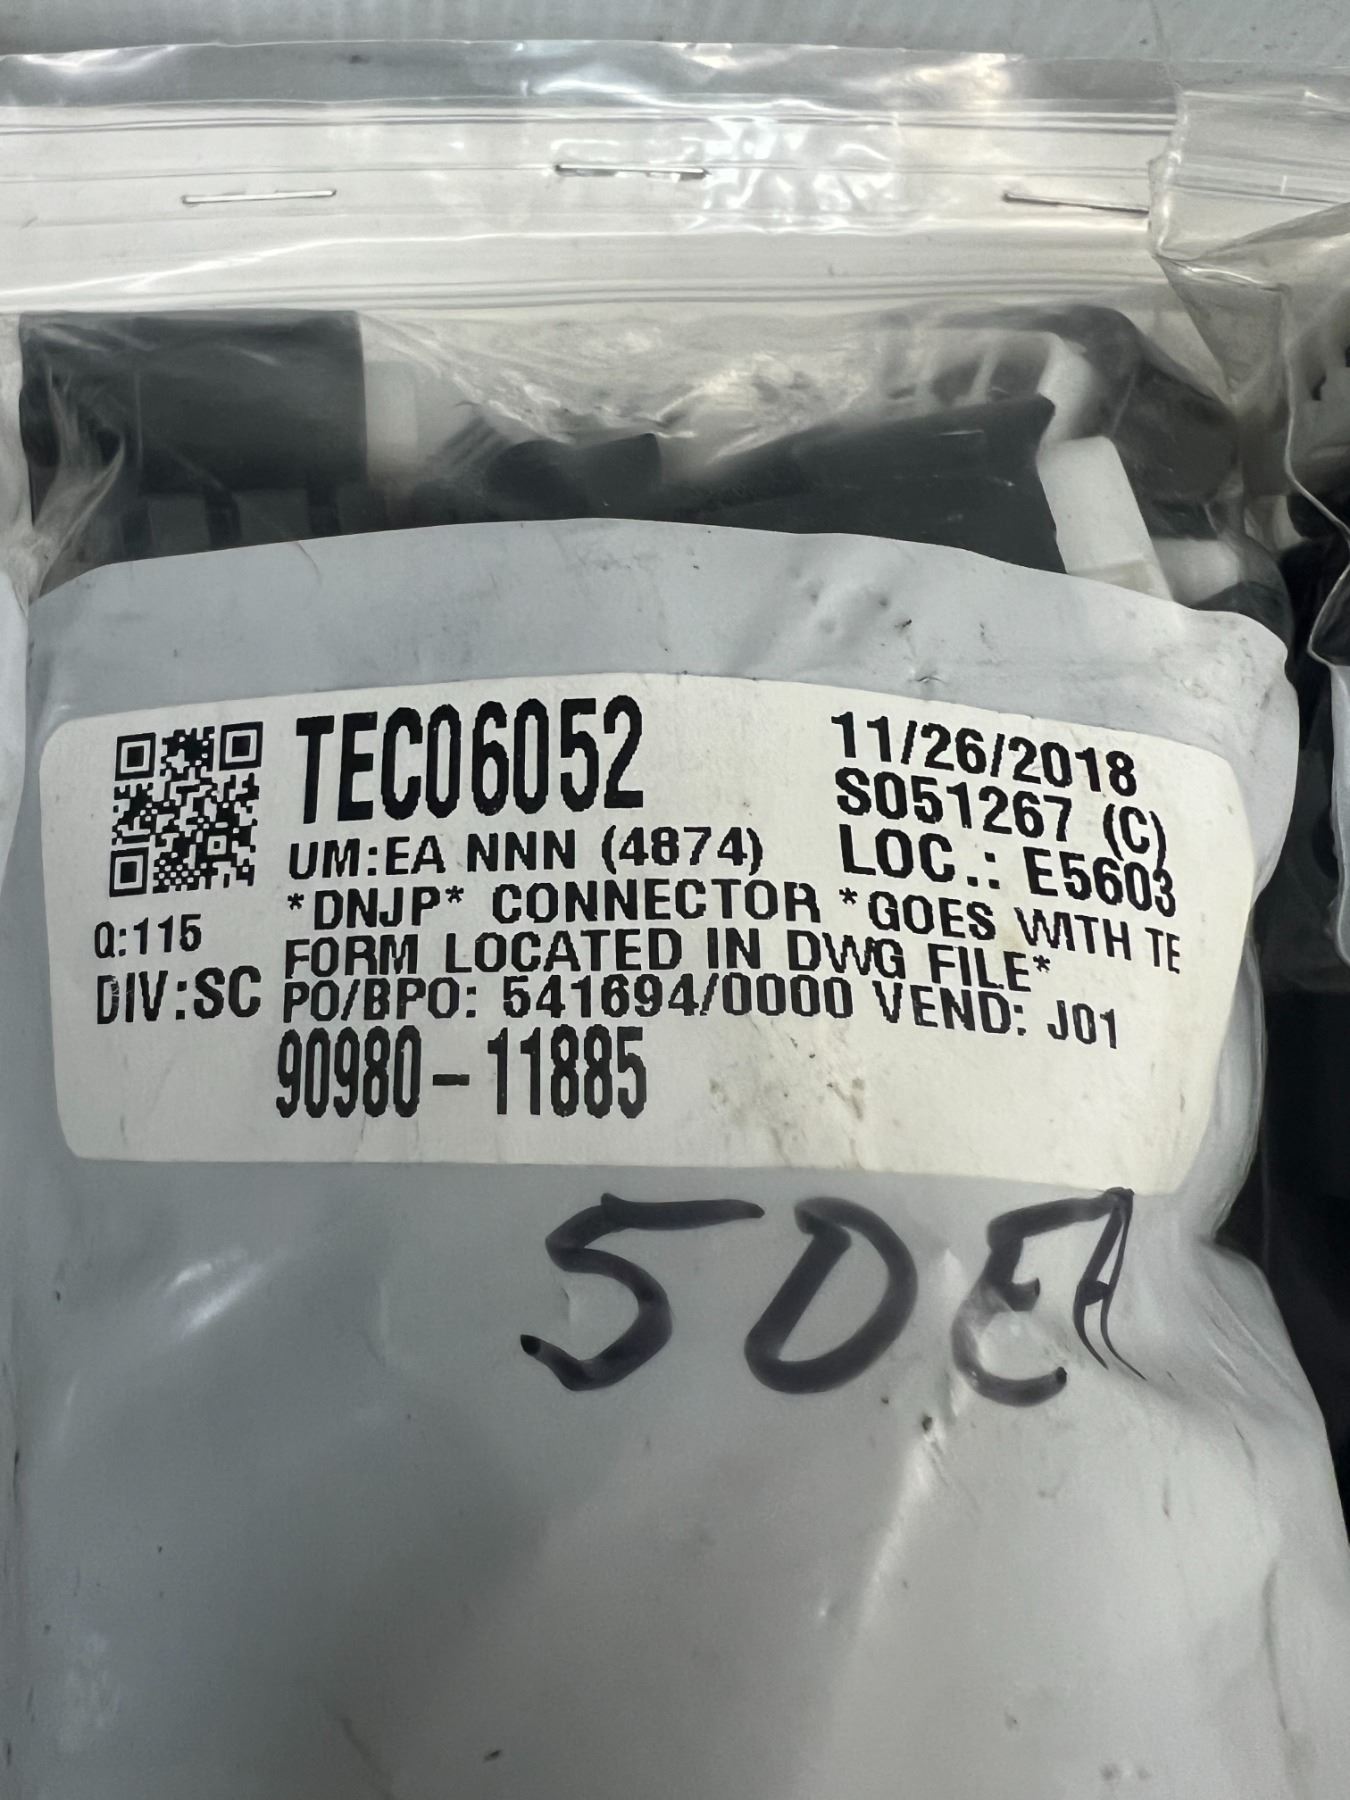 TEC06052
11/26/2018
S051267 (C)
UM:EA NNN (4874)
LOC.: E5603
*DNJP* CONNECTOR *GOES WITH TE
Q:115
FORM LOCATED IN DWG FILE*
DIV:SC
PO/BPO: 541694/0000 VEND: J01
90980-11885
50EA